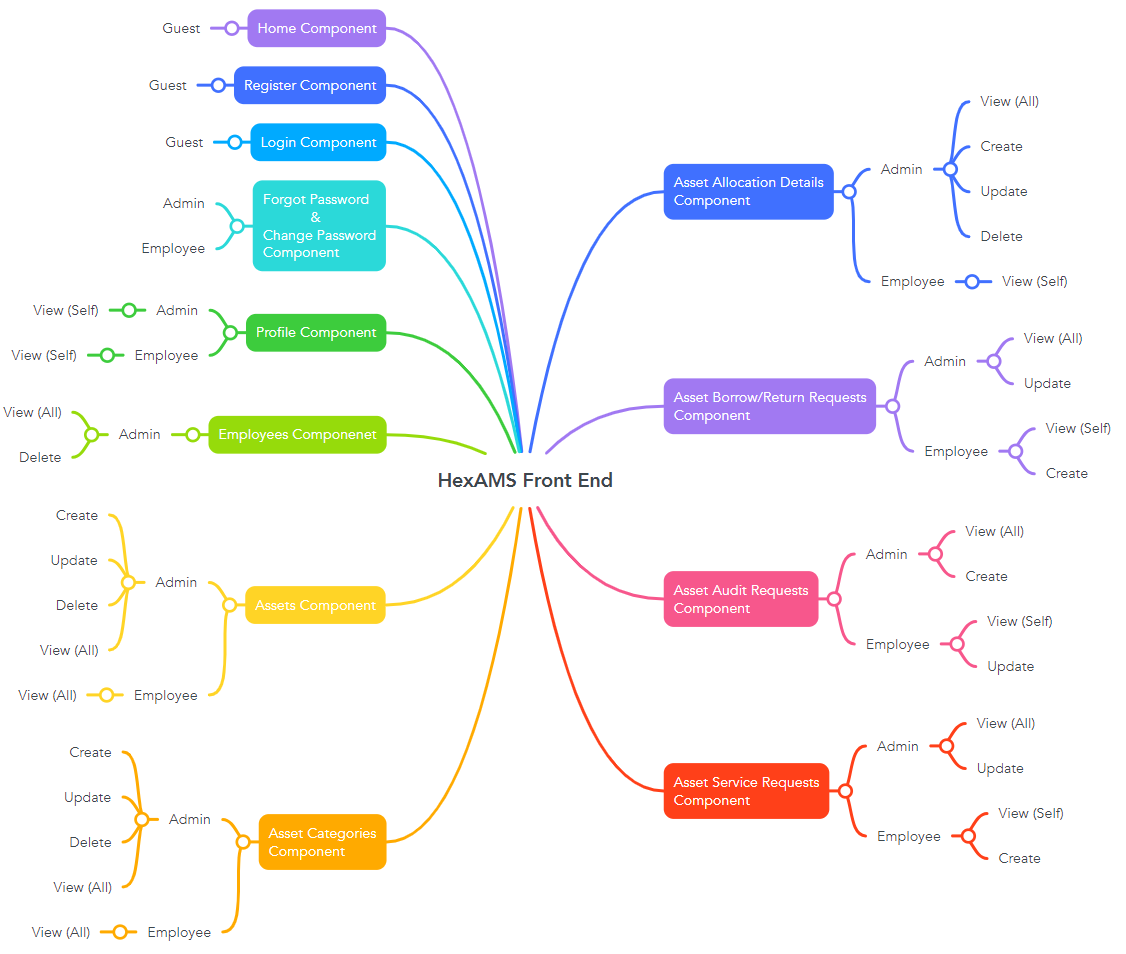 HexAMS Front End
Home Component
Guest
Register Component
Guest
Login Component
Guest
Forgot Password
&
Change Password
Component
Admin
Employee
Profile Component
Admin
View (Self)
Employee
View (Self)
Employees Componenet
Admin
View (All)
Delete
Assets Component
Admin
Create
Update
Delete
View (All)
Employee
View (All)
Asset Categories
Component
Admin
Create
Update
Delete
View (All)
Employee
View (All)
Asset Allocation Details
Component
Admin
View (All)
Create
Update
Delete
Employee
View (Self)
Asset Borrow/Return Requests
Component
Admin
View (All)
Update
Employee
View (Self)
Create
Asset Audit Requests
Component
Admin
View (All)
Create
Employee
View (Self)
Update
Asset Service Requests
Component
Admin
View (All)
Update
Employee
View (Self)
Create